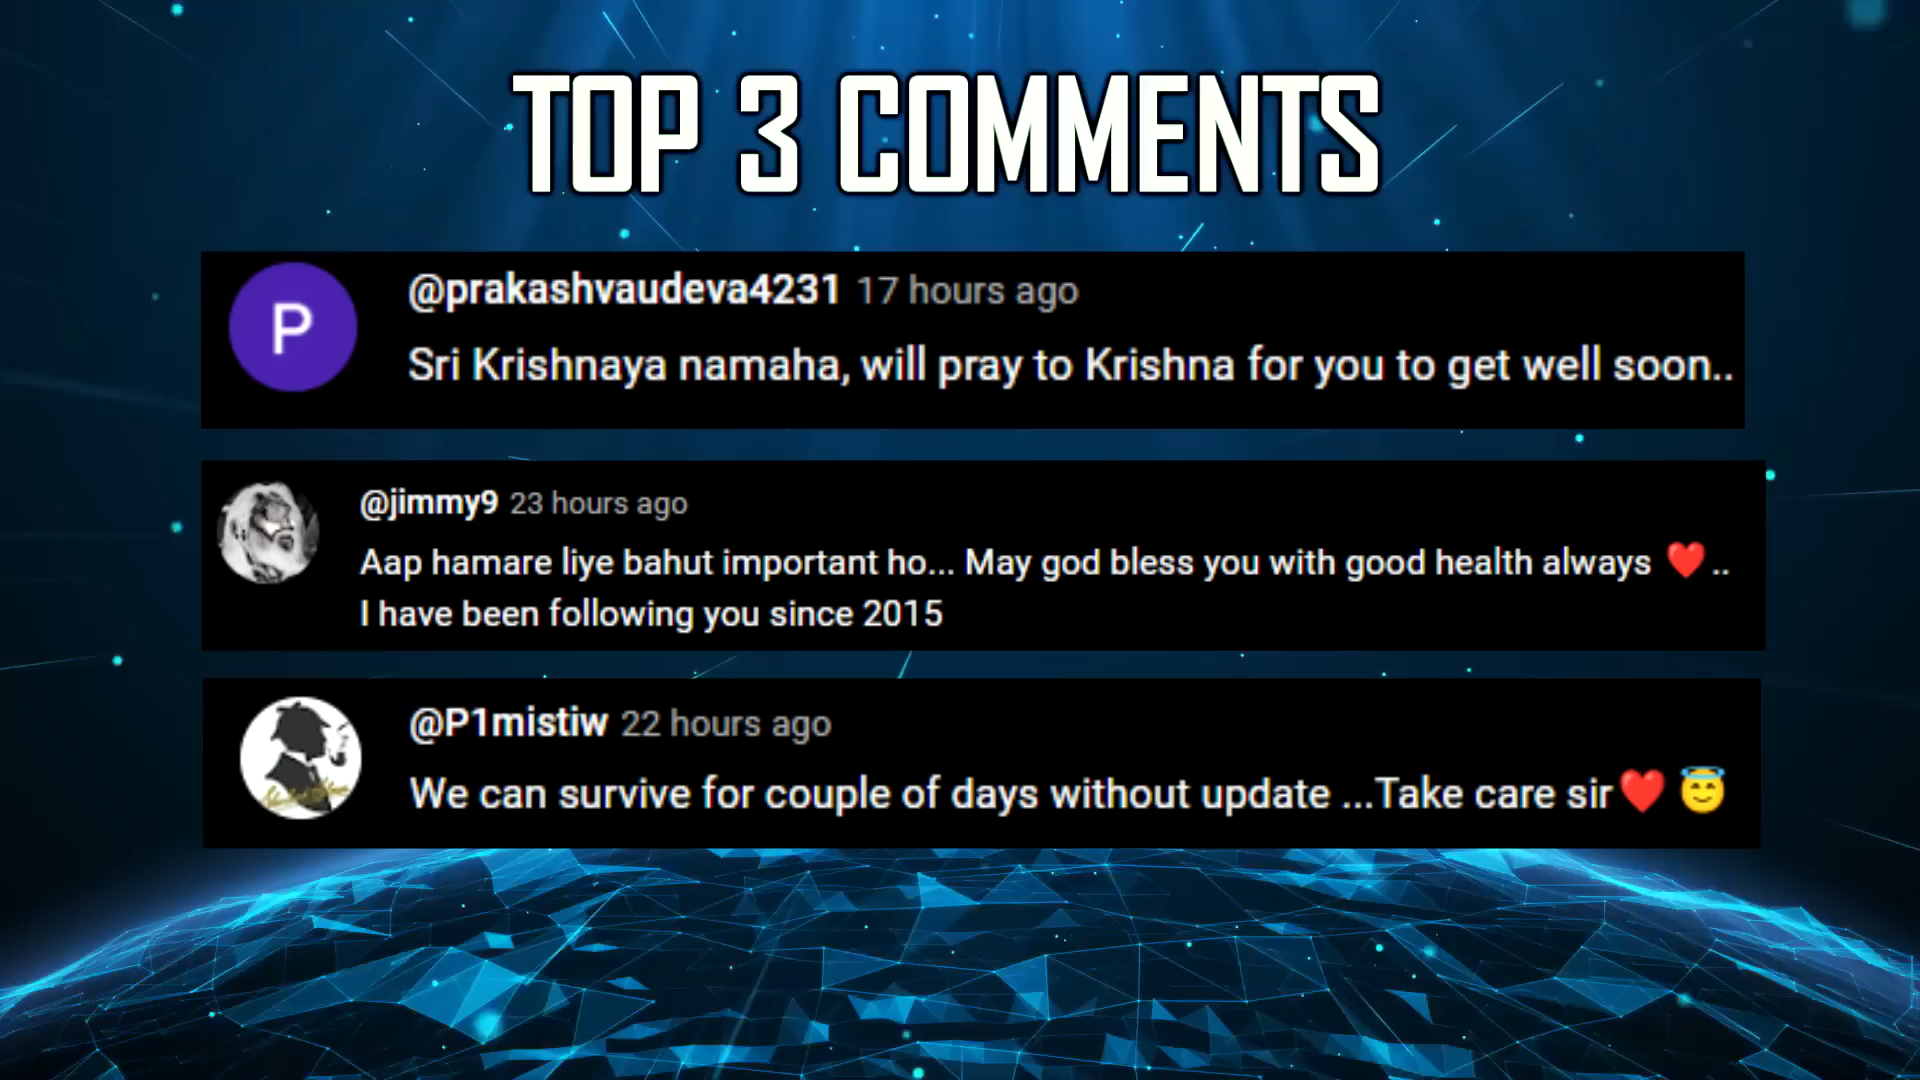 TOP 3 COMMENTS
P
@prakashvaudeva4231 17 hours ago
Sri Krishnaya namaha, will pray to Krishna for you to get well soon..
@jimmy9 23 hours ago
Aap hamare liye bahut important ho... May god bless you with good health always ❤️..
I have been following you since 2015
@P1mistiw 22 hours ago
We can survive for couple of days without update ...Take care sir❤️ 😇